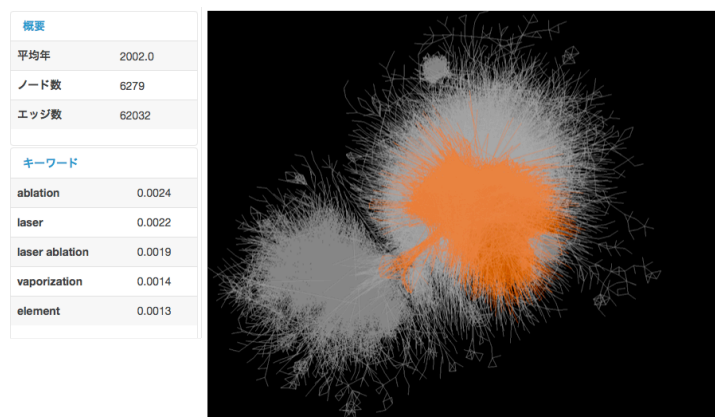 概要
平均年 2002.0
ノード数 6279
エッジ数 62032
キーワード
ablation 0.0024
laser 0.0022
laser ablation 0.0019
vaporization 0.0014
element 0.0013